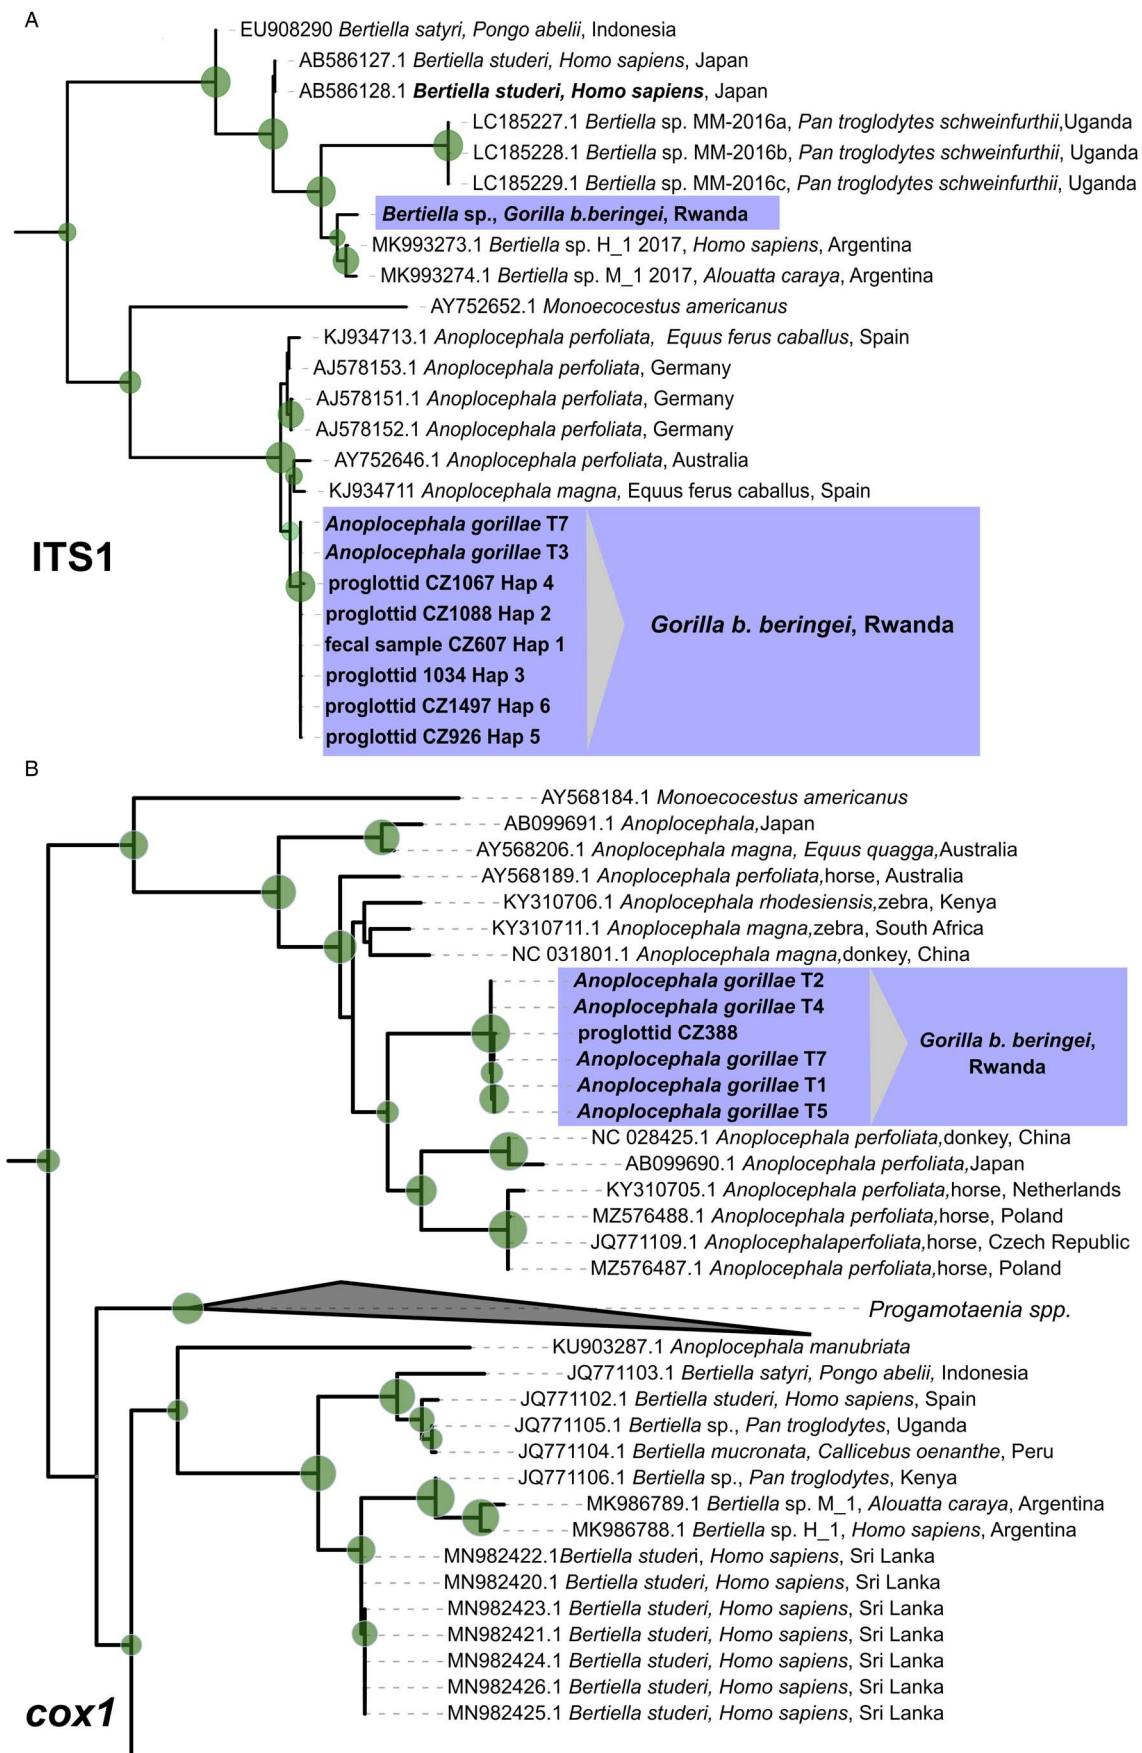 A
EU908290 Bertiella satyri, Pongo abelii, Indonesia
AB586127.1 Bertiella studeri, Homo sapiens, Japan
AB586128.1 Bertiella studeri, Homo sapiens, Japan
LC185227.1 Bertiella sp. MM-2016a, Pan troglodytes schweinfurthii,Uganda
LC185228.1 Bertiella sp. MM-2016b, Pan troglodytes schweinfurthii, Uganda
LC185229.1 Bertiella sp. MM-2016c, Pan troglodytes schweinfurthii, Uganda
Bertiella sp., Gorilla b.beringei, Rwanda
MK993273.1 Bertiella sp. H_1 2017, Homo sapiens, Argentina
MK993274.1 Bertiella sp. M_1 2017, Alouatta caraya, Argentina
AY752652.1 Monoecocestus americanus
KJ934713.1 Anoplocephala perfoliata, Equus ferus caballus, Spain
AJ578153.1 Anoplocephala perfoliata, Germany
AJ578151.1 Anoplocephala perfoliata, Germany
AJ578152.1 Anoplocephala perfoliata, Germany
AY752646.1 Anoplocephala perfoliata, Australia
KJ934711 Anoplocephala magna, Equus ferus caballus, Spain
ITS1
Anoplocephala gorillae T7
Anoplocephala gorillae T3
proglottid CZ1067 Hap 4
proglottid CZ1088 Hap 2
fecal sample CZ607 Hap 1
proglottid 1034 Hap 3
proglottid CZ1497 Hap 6
proglottid CZ926 Hap 5
Gorilla b. beringei, Rwanda
B
AY568184.1 Monoecocestus americanus
AB099691.1 Anoplocephala,Japan
AY568206.1 Anoplocephala magna, Equus quagga,Australia
AY568189.1 Anoplocephala perfoliata,horse, Australia
KY310706.1 Anoplocephala rhodesiensis,zebra, Kenya
KY310711.1 Anoplocephala magna,zebra, South Africa
NC 031801.1 Anoplocephala magna,donkey, China
Anoplocephala gorillae T2
Anoplocephala gorillae T4
proglottid CZ388
Anoplocephala gorillae T7
Anoplocephala gorillae T1
Anoplocephala gorillae T5
Gorilla b. beringei,
Rwanda
NC 028425.1 Anoplocephala perfoliata,donkey, China
AB099690.1 Anoplocephala perfoliata,Japan
KY310705.1 Anoplocephala perfoliata,horse, Netherlands
MZ576488.1 Anoplocephala perfoliata,horse, Poland
JQ771109.1 Anoplocephalaperfoliata,horse, Czech Republic
MZ576487.1 Anoplocephala perfoliata,horse, Poland
Progamotaenia spp.
KU903287.1 Anoplocephala manubriata
JQ771103.1 Bertiella satyri, Pongo abelii, Indonesia
JQ771102.1 Bertiella studeri, Homo sapiens, Spain
JQ771105.1 Bertiella sp., Pan troglodytes, Uganda
JQ771104.1 Bertiella mucronata, Callicebus oenanthe, Peru
JQ771106.1 Bertiella sp., Pan troglodytes, Kenya
MK986789.1 Bertiella sp. M_1, Alouatta caraya, Argentina
MK986788.1 Bertiella sp. H_1, Homo sapiens, Argentina
MN982422.1Bertiella studeri, Homo sapiens, Sri Lanka
MN982420.1 Bertiella studeri, Homo sapiens, Sri Lanka
MN982423.1 Bertiella studeri, Homo sapiens, Sri Lanka
MN982421.1 Bertiella studeri, Homo sapiens, Sri Lanka
MN982424.1 Bertiella studeri, Homo sapiens, Sri Lanka
MN982426.1 Bertiella studeri, Homo sapiens, Sri Lanka
MN982425.1 Bertiella studeri, Homo sapiens, Sri Lanka
cox1